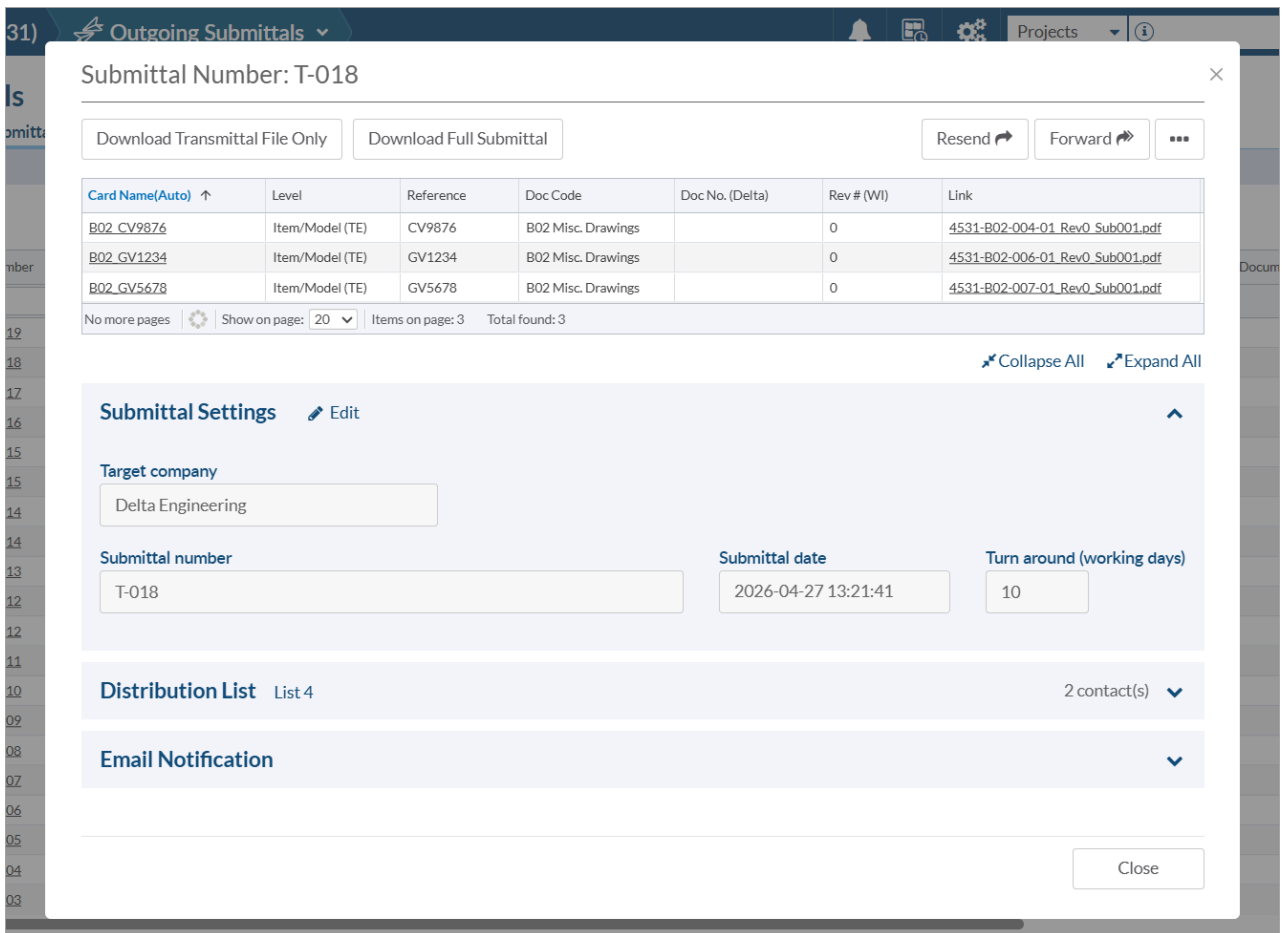 31) Outgoing Submittals Projects
ls
Submittal Number: T-018
Download Transmittal File Only Download Full Submittal Resend Forward
Card Name(Auto) Level Reference Doc Code Doc No. (Delta) Rev # (WI) Link
B02_CV9876 Item/Model (TE) CV9876 B02 Misc. Drawings 0 4531-B02-004-01_Rev0_Sub001.pdf
B02_GV1234 Item/Model (TE) GV1234 B02 Misc. Drawings 0 4531-B02-006-01_Rev0_Sub001.pdf
B02_GV5678 Item/Model (TE) GV5678 B02 Misc. Drawings 0 4531-B02-007-01_Rev0_Sub001.pdf
No more pages Show on page: 20 Items on page: 3 Total found: 3
Collapse All Expand All
Submittal Settings Edit
Target company
Delta Engineering
Submittal number Submittal date Turn around (working days)
T-018 2026-04-27 13:21:41 10
Distribution List List 4 2 contact(s)
Email Notification
Close
omitta
mber
Docum
19
18
17
16
15
15
14
14
13
12
12
11
10
09
08
07
06
05
04
03